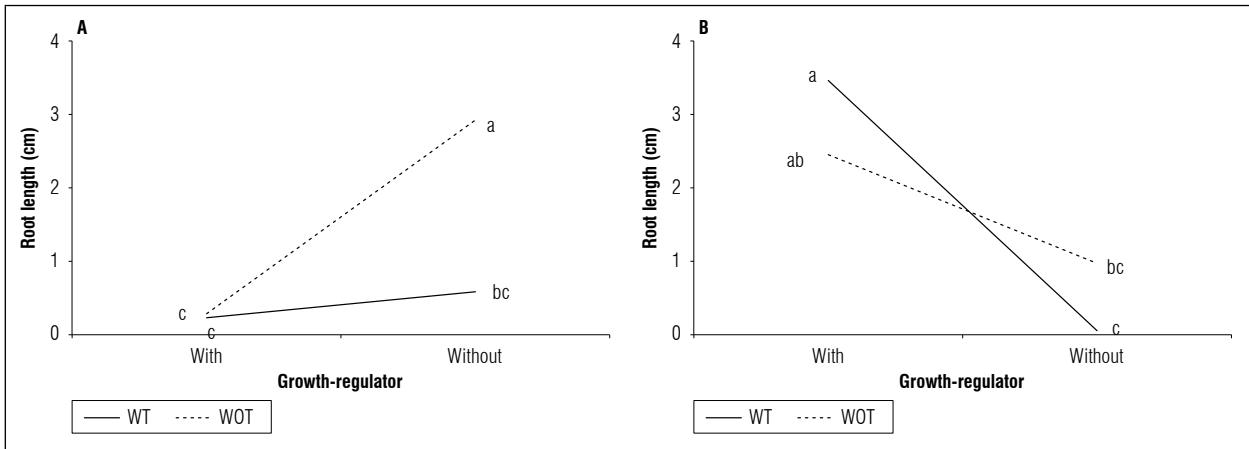 A
Root length (cm)
4
3
2
1
0
a
bc
c
c
With
Without
Growth-regulator
WT
WOT
B
Root length (cm)
4
3
2
1
0
a
ab
bc
c
With
Without
Growth-regulator
WT
WOT